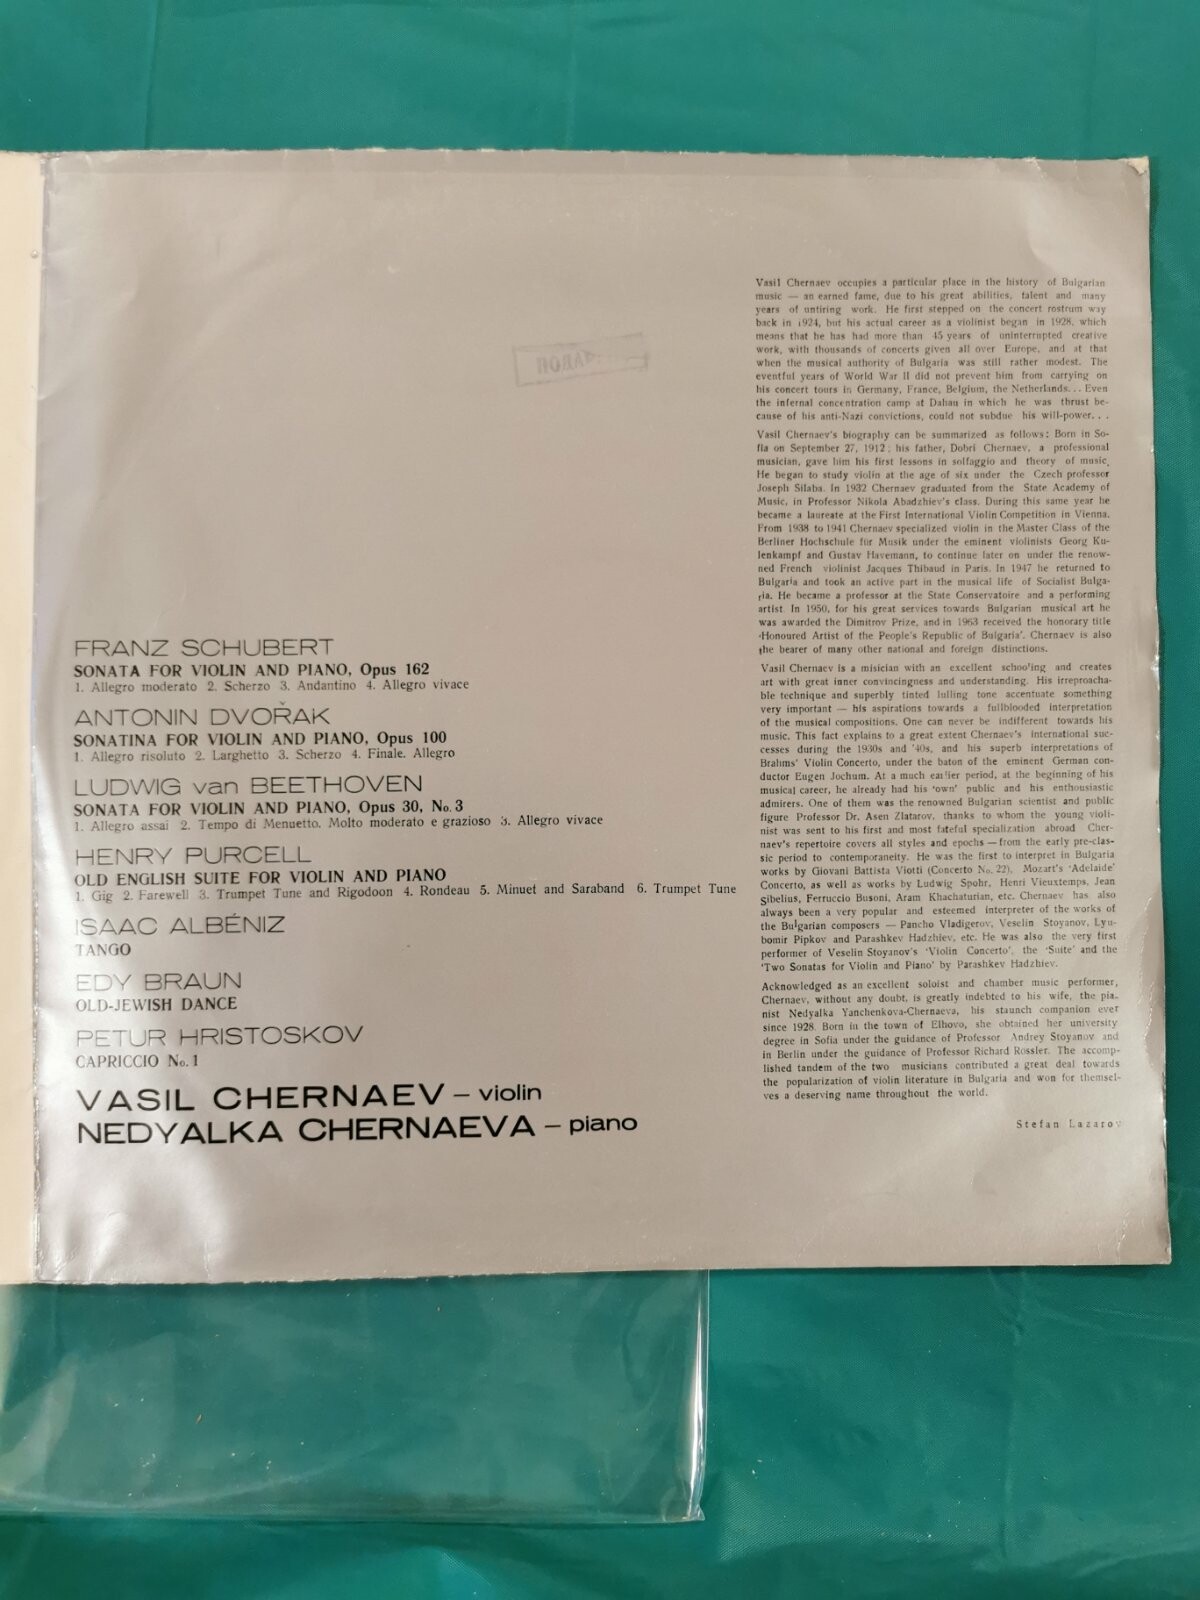 FRANZ SCHUBERT
SONATA FOR VIOLIN AND PIANO, Opus 162
1. Allegro moderato 2. Scherzo 3. Andantino 4. Allegro vivace
ANTONIN DVOŘAK
SONATINA FOR VIOLIN AND PIANO, Opus 100
1. Allegro risoluto 2. Larghetto 3. Scherzo 4. Finale. Allegro
LUDWIG van BEETHOVEN
SONATA FOR VIOLIN AND PIANO, Opus 30, No. 3
1. Allegro assai 2. Tempo di Menuetto. Molto moderato e grazioso 3. Allegro vivace
HENRY PURCELL
OLD ENGLISH SUITE FOR VIOLIN AND PIANO
1. Gig 2. Farewell 3. Trumpet Tune and Rigodoon 4. Rondeau 5. Minuet and Saraband 6. Trumpet Tune
ISAAC ALBÉNIZ
TANGO
EDY BRAUN
OLD-JEWISH DANCE
PETUR HRISTOSKOV
CAPRICCIO No. 1
VASIL CHERNAEV – violin
NEDYALKA CHERNAEVA – piano
Vasil Chernaev occupies a particular place in the history of Bulgarian
music — an earned fame, due to his great abilities, talent and many
years of untiring work. He first stepped on the concert rostrum way
back in 1924, but his actual career as a violinist began in 1928, which
means that he has had more than 45 years of uninterrupted creative
work, with thousands of concerts given all over Europe, and at that
when the musical authority of Bulgaria was still rather modest. The
eventful years of World War II did not prevent him from carrying on
his concert tours in Germany, France, Belgium, the Netherlands... Even
the infernal concentration camp at Dahau in which he was thrust be-
cause of his anti-Nazi convictions, could not subdue his will-power...
Vasil Chernaev's biography can be summarized as follows: Born in So-
fia on September 27, 1912; his father, Dobri Chernaev, a professional
musician, gave him his first lessons in solfaggio and theory of music.
He began to study violin at the age of six under the Czech professor
Joseph Silaba. In 1932 Chernaev graduated from the State Academy of
Music, in Professor Nikola Abadzhiev's class. During this same year he
became a laureate at the First International Violin Competition in Vienna.
From 1938 to 1941 Chernaev specialized violin in the Master Class of the
Berliner Hochschule für Musik under the eminent violinists Georg Ku-
lenkampf and Gustav Havemann, to continue later on under the renow-
ned French violinist Jacques Thibaud in Paris. In 1947 he returned to
Bulgaria and took an active part in the musical life of Socialist Bulga-
ria. He became a professor at the State Conservatoire and a performing
artist. In 1950, for his great services towards Bulgarian musical art he
was awarded the Dimitrov Prize, and in 1963 received the honorary title
'Honoured Artist of the People's Republic of Bulgaria'. Chernaev is also
the bearer of many other national and foreign distinctions.
Vasil Chernaev is a misician with an excellent schooling and creates
art with great inner convincingness and understanding. His irreproacha-
ble technique and superbly tinted lulling tone accentuate something
very important — his aspirations towards a fullblooded interpretation
of the musical compositions. One can never be indifferent towards his
music. This fact explains to a great extent Chernaev's international suc-
cesses during the 1930s and '40s, and his superb interpretations of
Brahms' Violin Concerto, under the baton of the eminent German con-
ductor Eugen Jochum. At a much earlier period, at the beginning of his
musical career, he already had his 'own' public and his enthusiastic
admirers. One of them was the renowned Bulgarian scientist and public
figure Professor Dr. Asen Zlatarov, thanks to whom the young violi-
nist was sent to his first and most fateful specialization abroad Cher-
naev's repertoire covers all styles and epochs — from the early pre-clas-
sic period to contemporaneity. He was the first to interpret in Bulgaria
works by Giovani Battista Viotti (Concerto No. 22), Mozart's 'Adelaide'
Concerto, as well as works by Ludwig Spohr, Henri Vieuxtemps, Jean
Sibelius, Ferruccio Busoni, Aram Khachaturian, etc. Chernaev has also
always been a very popular and esteemed interpreter of the works of
the Bulgarian composers — Pancho Vladigerov, Veselin Stoyanov, Lyu-
bomir Pipkov and Parashkev Hadzhiev, etc. He was also the very first
performer of Veselin Stoyanov's 'Violin Concerto', the 'Suite' and the
'Two Sonatas for Violin and Piano' by Parashkev Hadzhiev.
Acknowledged as an excellent soloist and chamber music performer,
Chernaev, without any doubt, is greatly indebted to his wife, the pia-
nist Nedyalka Yanchenkova-Chernaeva, his staunch companion ever
since 1928. Born in the town of Elhovo, she obtained her university
degree in Sofia under the guidance of Professor Andrey Stoyanov and
in Berlin under the guidance of Professor Richard Rössler. The accomp-
lished tandem of the two musicians contributed a great deal towards
the popularization of violin literature in Bulgaria and won for themsel-
ves a deserving name throughout the world.
Stefan Lazarov